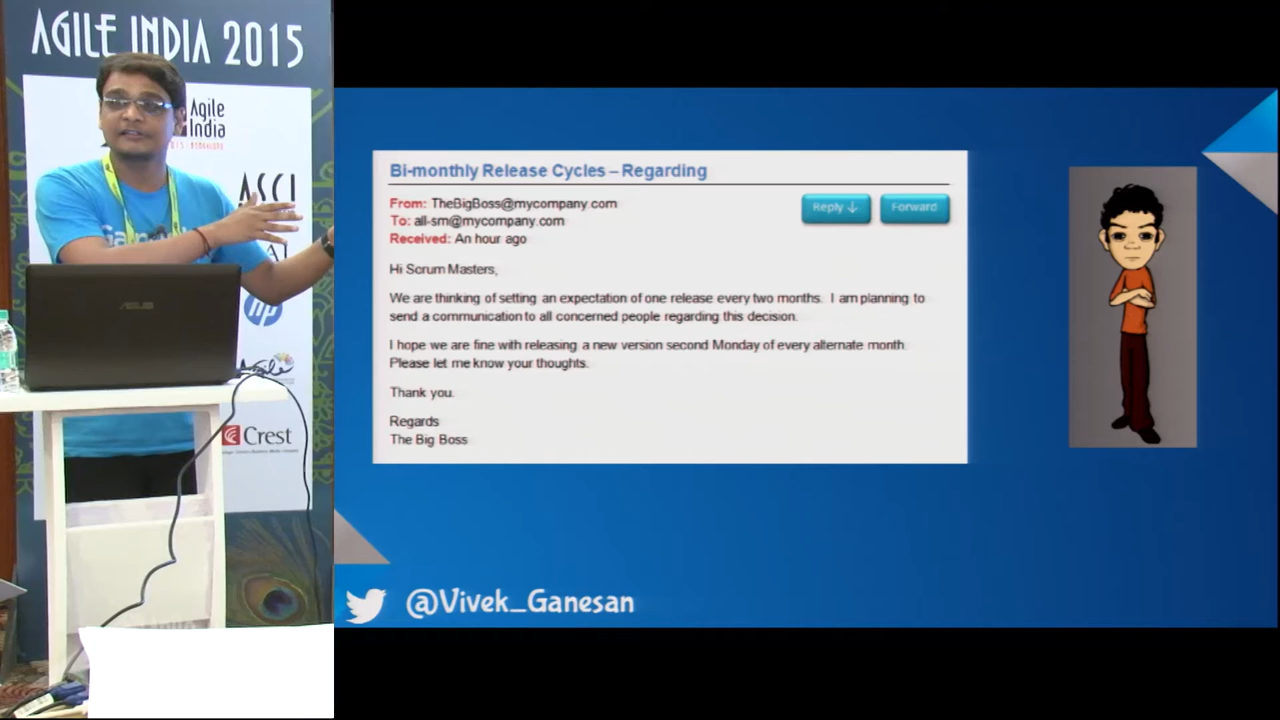 AGILE INDIA 2015
Agile
India
ASCI
ASUS
hp
Agile
Crest
Bi-monthly Release Cycles – Regarding
From: TheBigBoss@mycompany.com
To: all-sm@mycompany.com
Received: An hour ago
Reply ↓
Forward
Hi Scrum Masters,
We are thinking of setting an expectation of one release every two months. I am planning to
send a communication to all concerned people regarding this decision.
I hope we are fine with releasing a new version second Monday of every alternate month.
Please let me know your thoughts.
Thank you.
Regards
The Big Boss
@Vivek_Ganesan